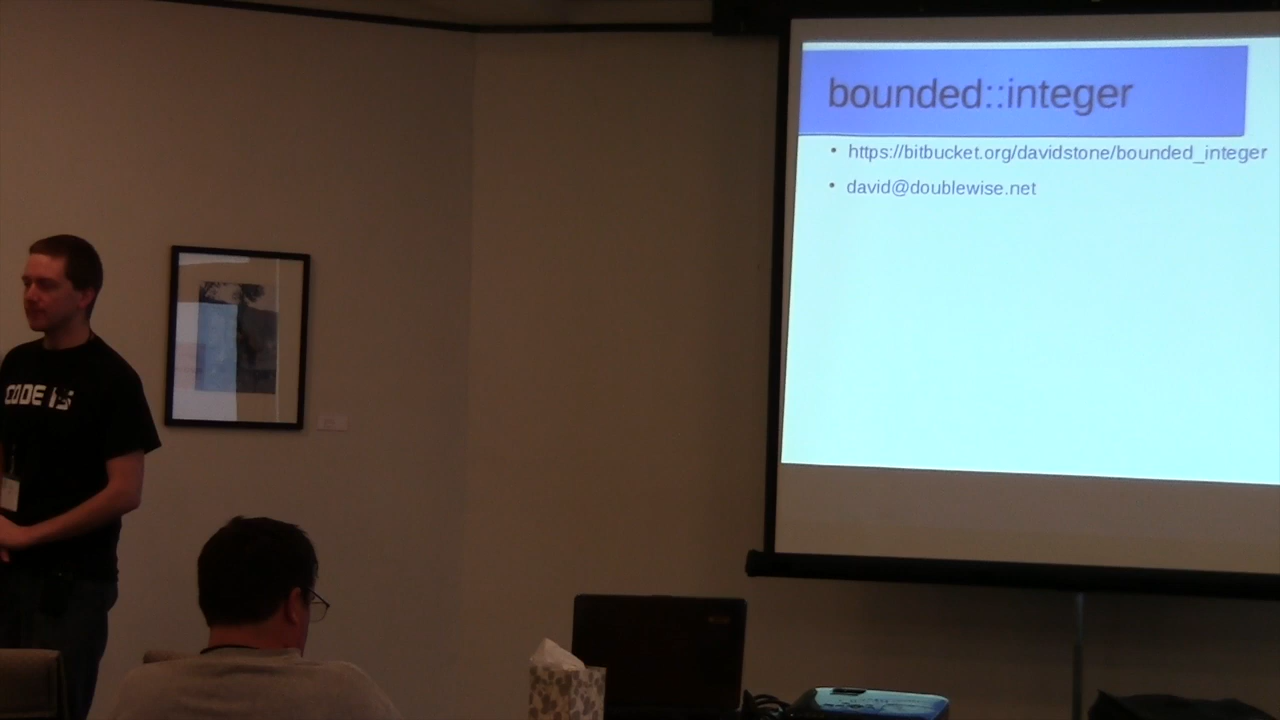 bounded::integer
https://bitbucket.org/davidstone/bounded_integer
david@doublewise.net
CODE IS